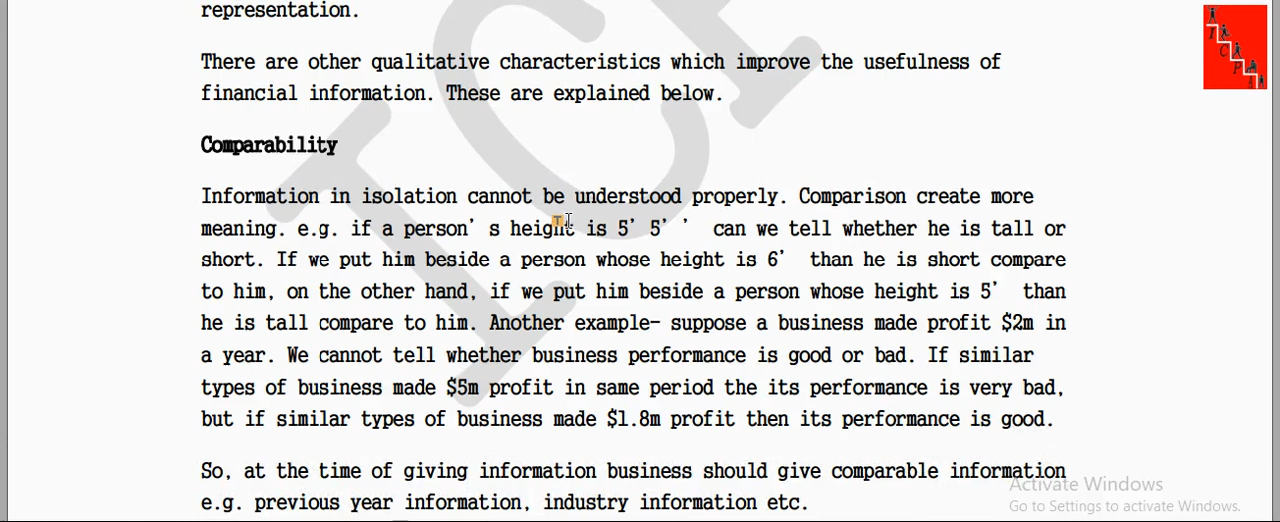 representation.
There are other qualitative characteristics which improve the usefulness of
financial information. These are explained below.
Comparability
Information in isolation cannot be understood properly. Comparison create more
meaning. e.g. if a person's height is 5' 5'' can we tell whether he is tall or
short. If we put him beside a person whose height is 6' than he is short compare
to him, on the other hand, if we put him beside a person whose height is 5' than
he is tall compare to him. Another example- suppose a business made profit $2m in
a year. We cannot tell whether business performance is good or bad. If similar
types of business made $5m profit in same period the its performance is very bad,
but if similar types of business made $1.8m profit then its performance is good.
So, at the time of giving information business should give comparable information
e.g. previous year information, industry information etc.
Activate Windows
Go to Settings to activate Windows.
I
C
P
A
T
ICP